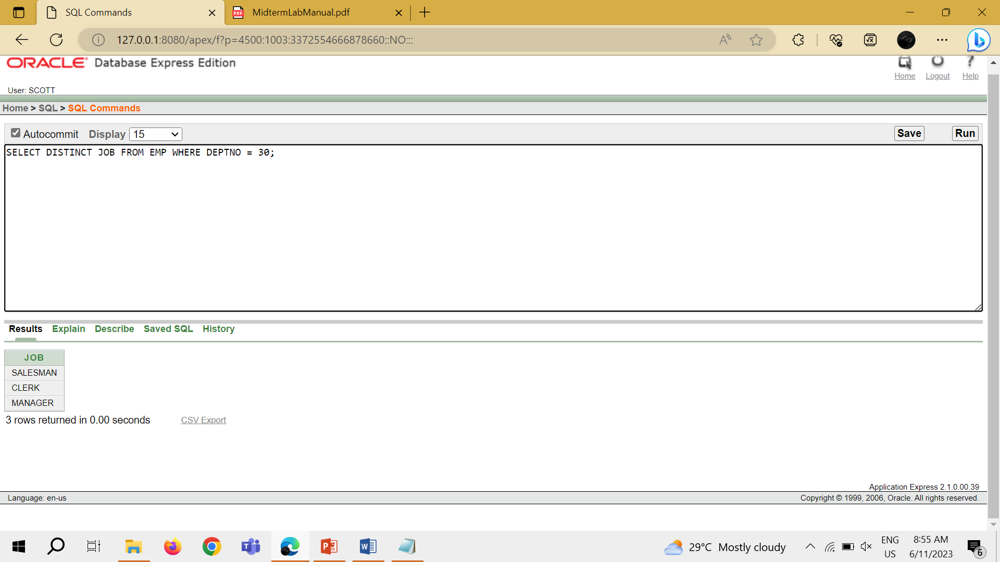 SQL Commands
MidtermLabManual.pdf
127.0.0.1:8080/apex/f?p=4500:1003:3372554666878660::NO:::
ORACLE Database Express Edition
Home Logout Help
User: SCOTT
Home > SQL > SQL Commands
Autocommit Display 15 Save Run
SELECT DISTINCT JOB FROM EMP WHERE DEPTNO = 30;
Results Explain Describe Saved SQL History
JOB
SALESMAN
CLERK
MANAGER
3 rows returned in 0.00 seconds CSV Export
Application Express 2.1.0.00.39
Language: en-us Copyright © 1999, 2006, Oracle. All rights reserved.
29°C Mostly cloudy
ENG
US
8:55 AM
6/11/2023
6